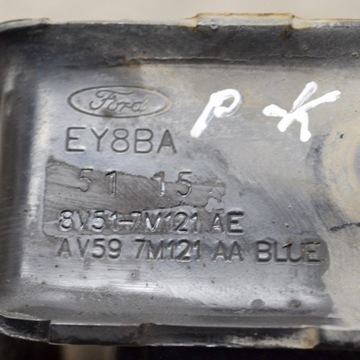 Ford
P K
EY8BA
51 15
8V51-7M121 AE
AV59 7M121 AA BLUE